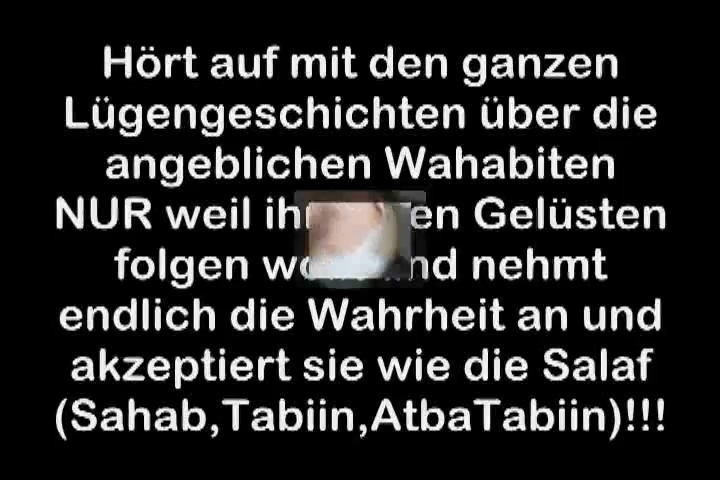 Hört auf mit den ganzen
Lügengeschichten über die
angeblichen Wahabiten
NUR weil Gelüsten
folgen nehmt
endlich die Wahrheit an und
akzeptiert sie wie die Salaf
(Sahab,Tabiin,AtbaTabiin)!!!